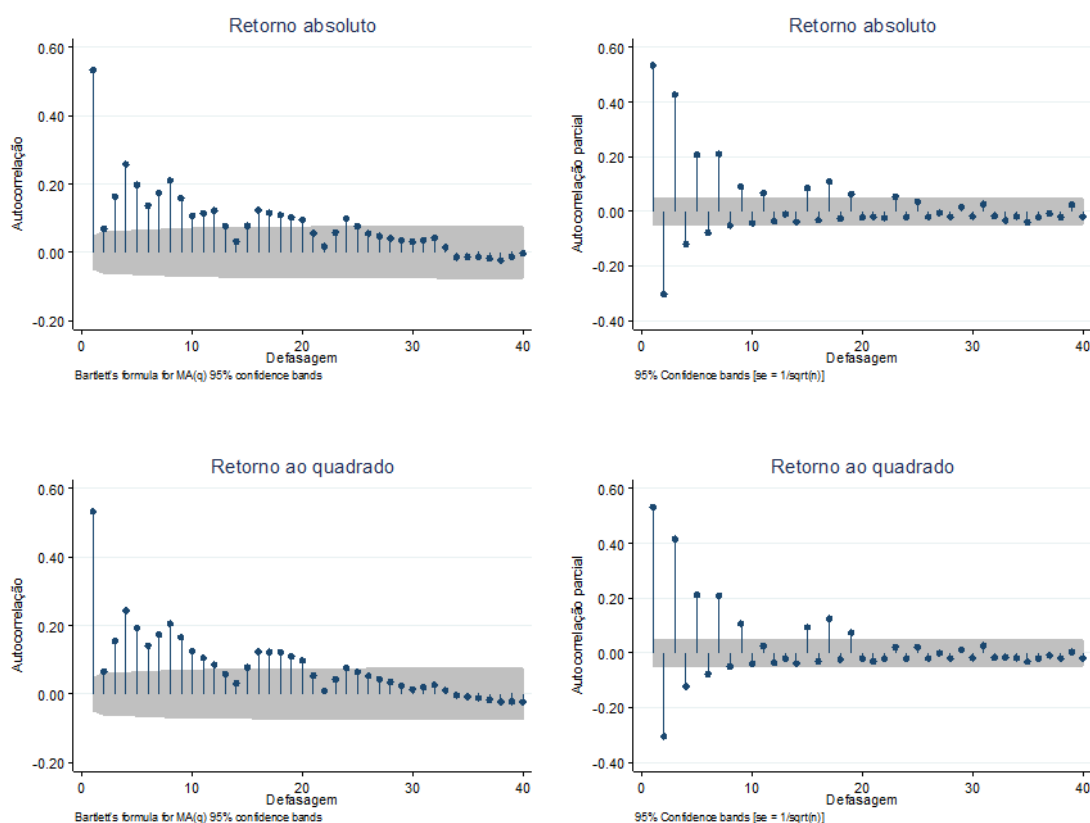 Retorno absoluto
0.60
0.40
0.20
0.00
-0.20
Autocorrelação
0 10 20 30 40
Defasagem
Bartlett's formula for MA(q) 95% confidence bands
Retorno absoluto
0.60
0.40
0.20
0.00
-0.20
-0.40
Autocorrelação parcial
0 10 20 30 40
Defasagem
95% Confidence bands [se = 1/sqrt(n)]
Retorno ao quadrado
0.60
0.40
0.20
0.00
-0.20
Autocorrelação
0 10 20 30 40
Defasagem
Bartlett's formula for MA(q) 95% confidence bands
Retorno ao quadrado
0.60
0.40
0.20
0.00
-0.20
-0.40
Autocorrelação parcial
0 10 20 30 40
Defasagem
95% Confidence bands [se = 1/sqrt(n)]